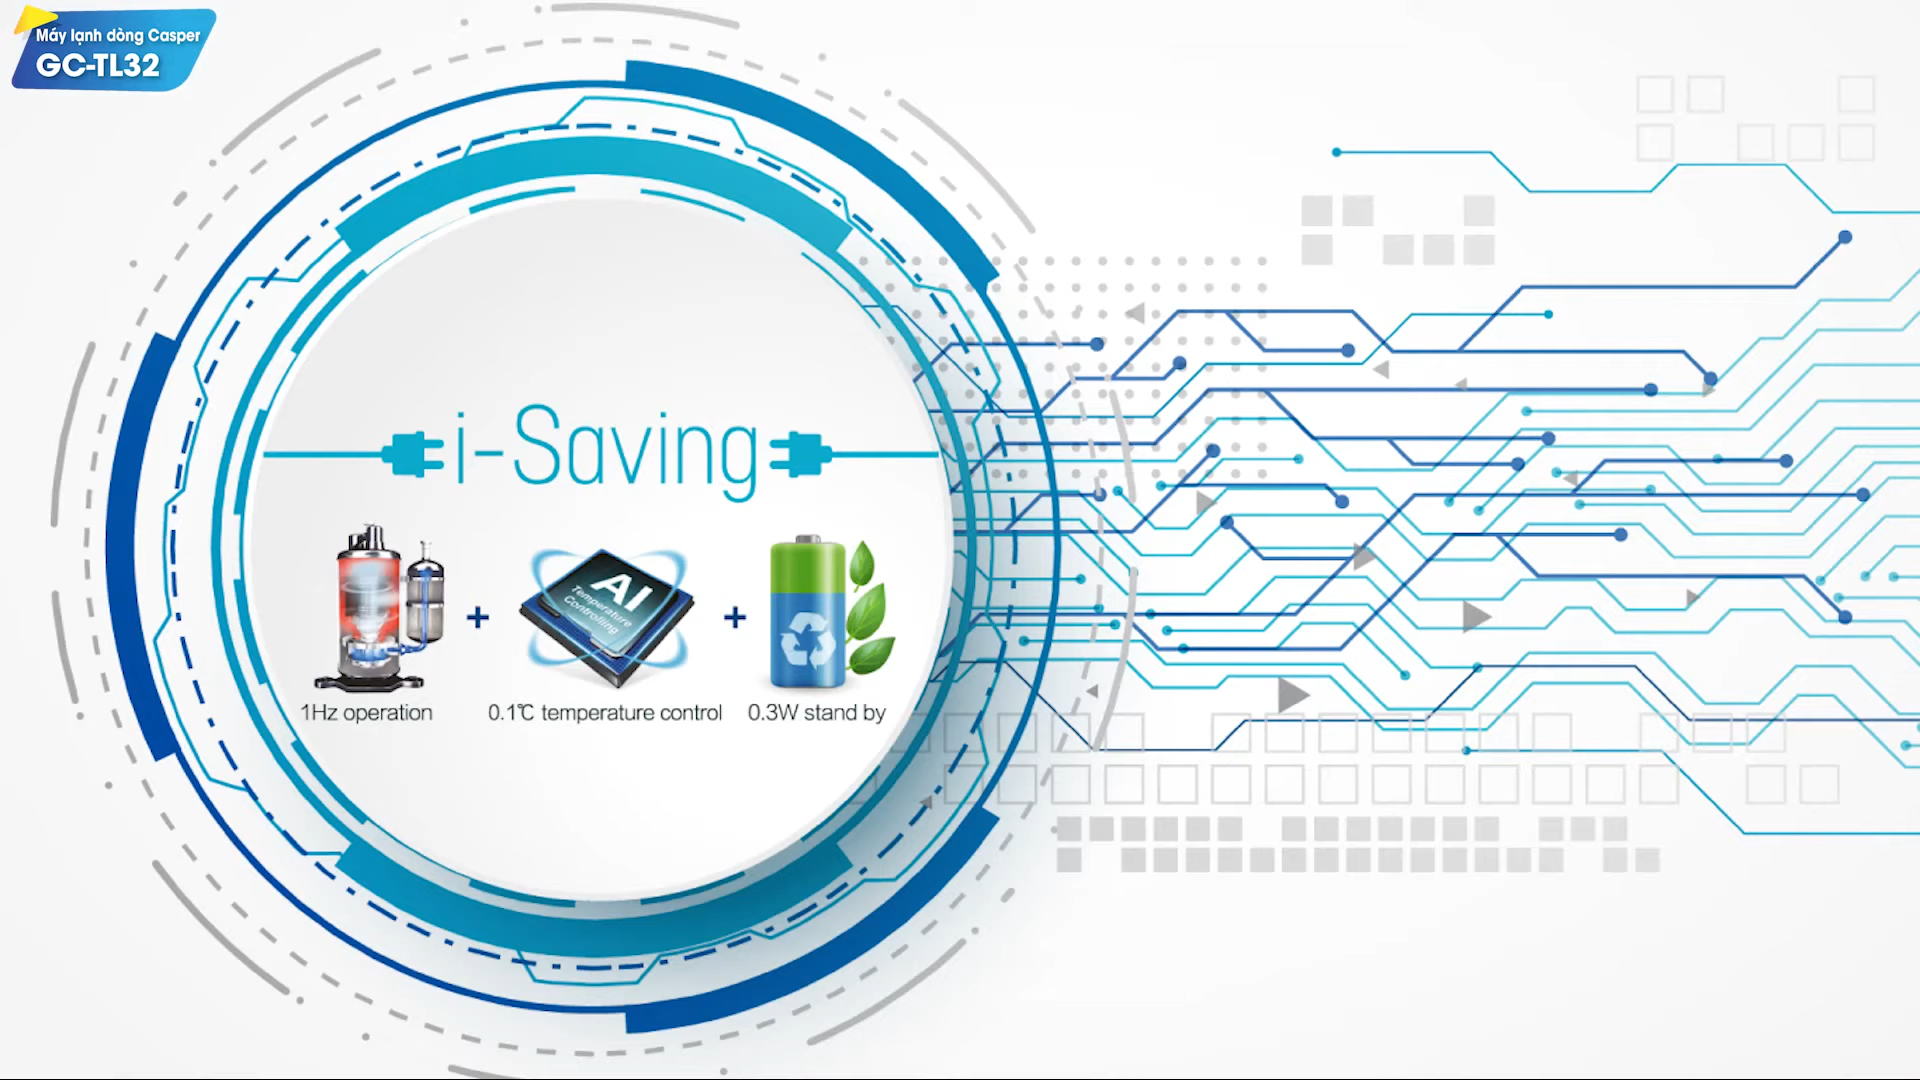 Máy lạnh dòng Casper
GC-TL32
i-Saving
AI
Temperature
Controlling
+
+
1Hz operation
0.1℃ temperature control
0.3W stand by